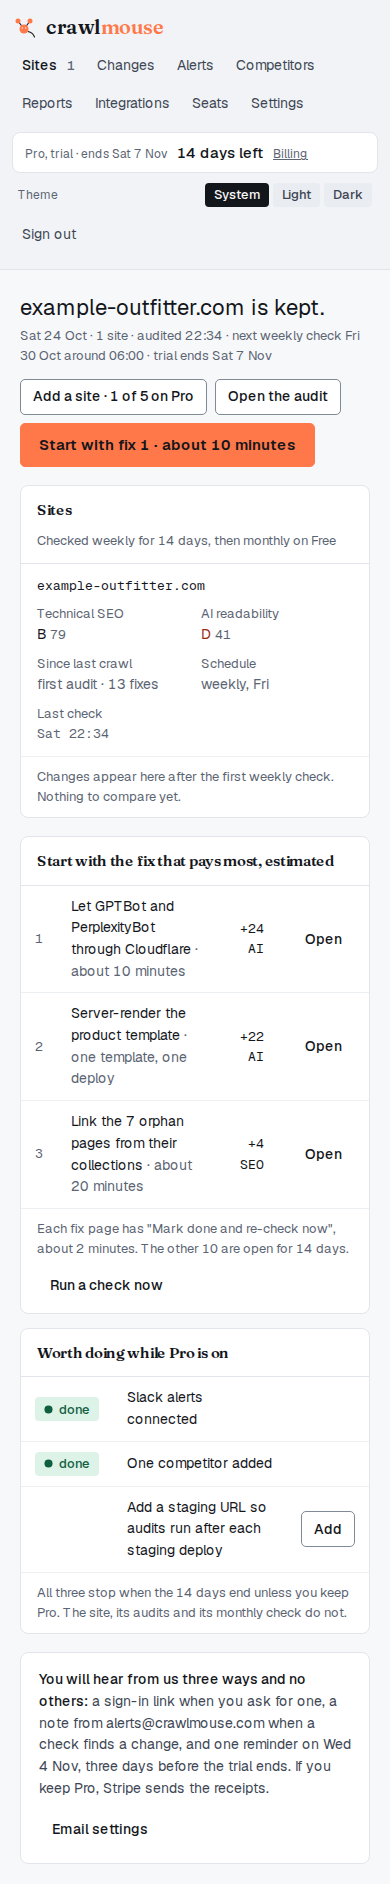 crawlmouse
Sites 1 Changes Alerts Competitors
Reports Integrations Seats Settings
Pro, trial · ends Sat 7 Nov 14 days left Billing
Theme System Light Dark
Sign out
example-outfitter.com is kept.
Sat 24 Oct · 1 site · audited 22:34 · next weekly check Fri
30 Oct around 06:00 · trial ends Sat 7 Nov
Add a site · 1 of 5 on Pro Open the audit
Start with fix 1 · about 10 minutes
Sites
Checked weekly for 14 days, then monthly on Free
example-outfitter.com
Technical SEO AI readability
B 79 D 41
Since last crawl Schedule
first audit · 13 fixes weekly, Fri
Last check
Sat 22:34
Changes appear here after the first weekly check.
Nothing to compare yet.
Start with the fix that pays most, estimated
1 Let GPTBot and
PerplexityBot
through Cloudflare ·
about 10 minutes
+24
AI
Open
2 Server-render the
product template ·
one template, one
deploy
+22
AI
Open
3 Link the 7 orphan
pages from their
collections · about
20 minutes
+4
SEO
Open
Each fix page has "Mark done and re-check now",
about 2 minutes. The other 10 are open for 14 days.
Run a check now
Worth doing while Pro is on
done Slack alerts
connected
done One competitor added
Add a staging URL so
audits run after each
staging deploy
Add
All three stop when the 14 days end unless you keep
Pro. The site, its audits and its monthly check do not.
You will hear from us three ways and no
others: a sign-in link when you ask for one, a
note from alerts@crawlmouse.com when a
check finds a change, and one reminder on Wed
4 Nov, three days before the trial ends. If you
keep Pro, Stripe sends the receipts.
Email settings